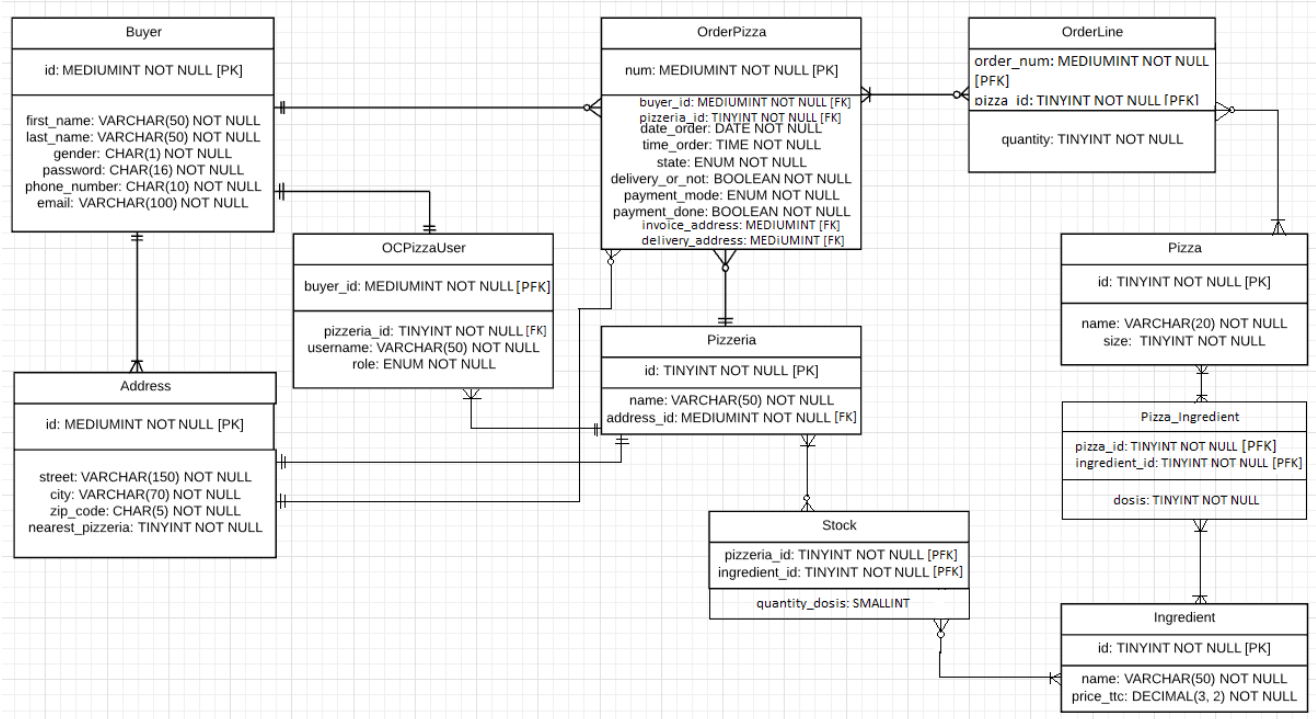 Buyer
id: MEDIUMINT NOT NULL [PK]
first_name: VARCHAR(50) NOT NULL
last_name: VARCHAR(50) NOT NULL
gender: CHAR(1) NOT NULL
password: CHAR(16) NOT NULL
phone_number: CHAR(10) NOT NULL
email: VARCHAR(100) NOT NULL
OrderPizza
num: MEDIUMINT NOT NULL [PK]
buyer_id: MEDIUMINT NOT NULL [FK]
pizzeria_id: TINYINT NOT NULL [FK]
date_order: DATE NOT NULL
time_order: TIME NOT NULL
state: ENUM NOT NULL
delivery_or_not: BOOLEAN NOT NULL
payment_mode: ENUM NOT NULL
payment_done: BOOLEAN NOT NULL
invoice_address: MEDIUMINT [FK]
delivery_address: MEDIUMINT [FK]
OrderLine
order_num: MEDIUMINT NOT NULL
[PFK]
pizza_id: TINYINT NOT NULL [PFK]
quantity: TINYINT NOT NULL
OCPizzaUser
buyer_id: MEDIUMINT NOT NULL [PFK]
pizzeria_id: TINYINT NOT NULL [FK]
username: VARCHAR(50) NOT NULL
role: ENUM NOT NULL
Pizza
id: TINYINT NOT NULL [PK]
name: VARCHAR(20) NOT NULL
size: TINYINT NOT NULL
Pizzeria
id: TINYINT NOT NULL [PK]
name: VARCHAR(50) NOT NULL
address_id: MEDIUMINT NOT NULL [FK]
Address
id: MEDIUMINT NOT NULL [PK]
street: VARCHAR(150) NOT NULL
city: VARCHAR(70) NOT NULL
zip_code: CHAR(5) NOT NULL
nearest_pizzeria: TINYINT NOT NULL
Pizza_Ingredient
pizza_id: TINYINT NOT NULL [PFK]
ingredient_id: TINYINT NOT NULL [PFK]
dosis: TINYINT NOT NULL
Stock
pizzeria_id: TINYINT NOT NULL [PFK]
ingredient_id: TINYINT NOT NULL [PFK]
quantity_dosis: SMALLINT
Ingredient
id: TINYINT NOT NULL [PK]
name: VARCHAR(50) NOT NULL
price_ttc: DECIMAL(3, 2) NOT NULL